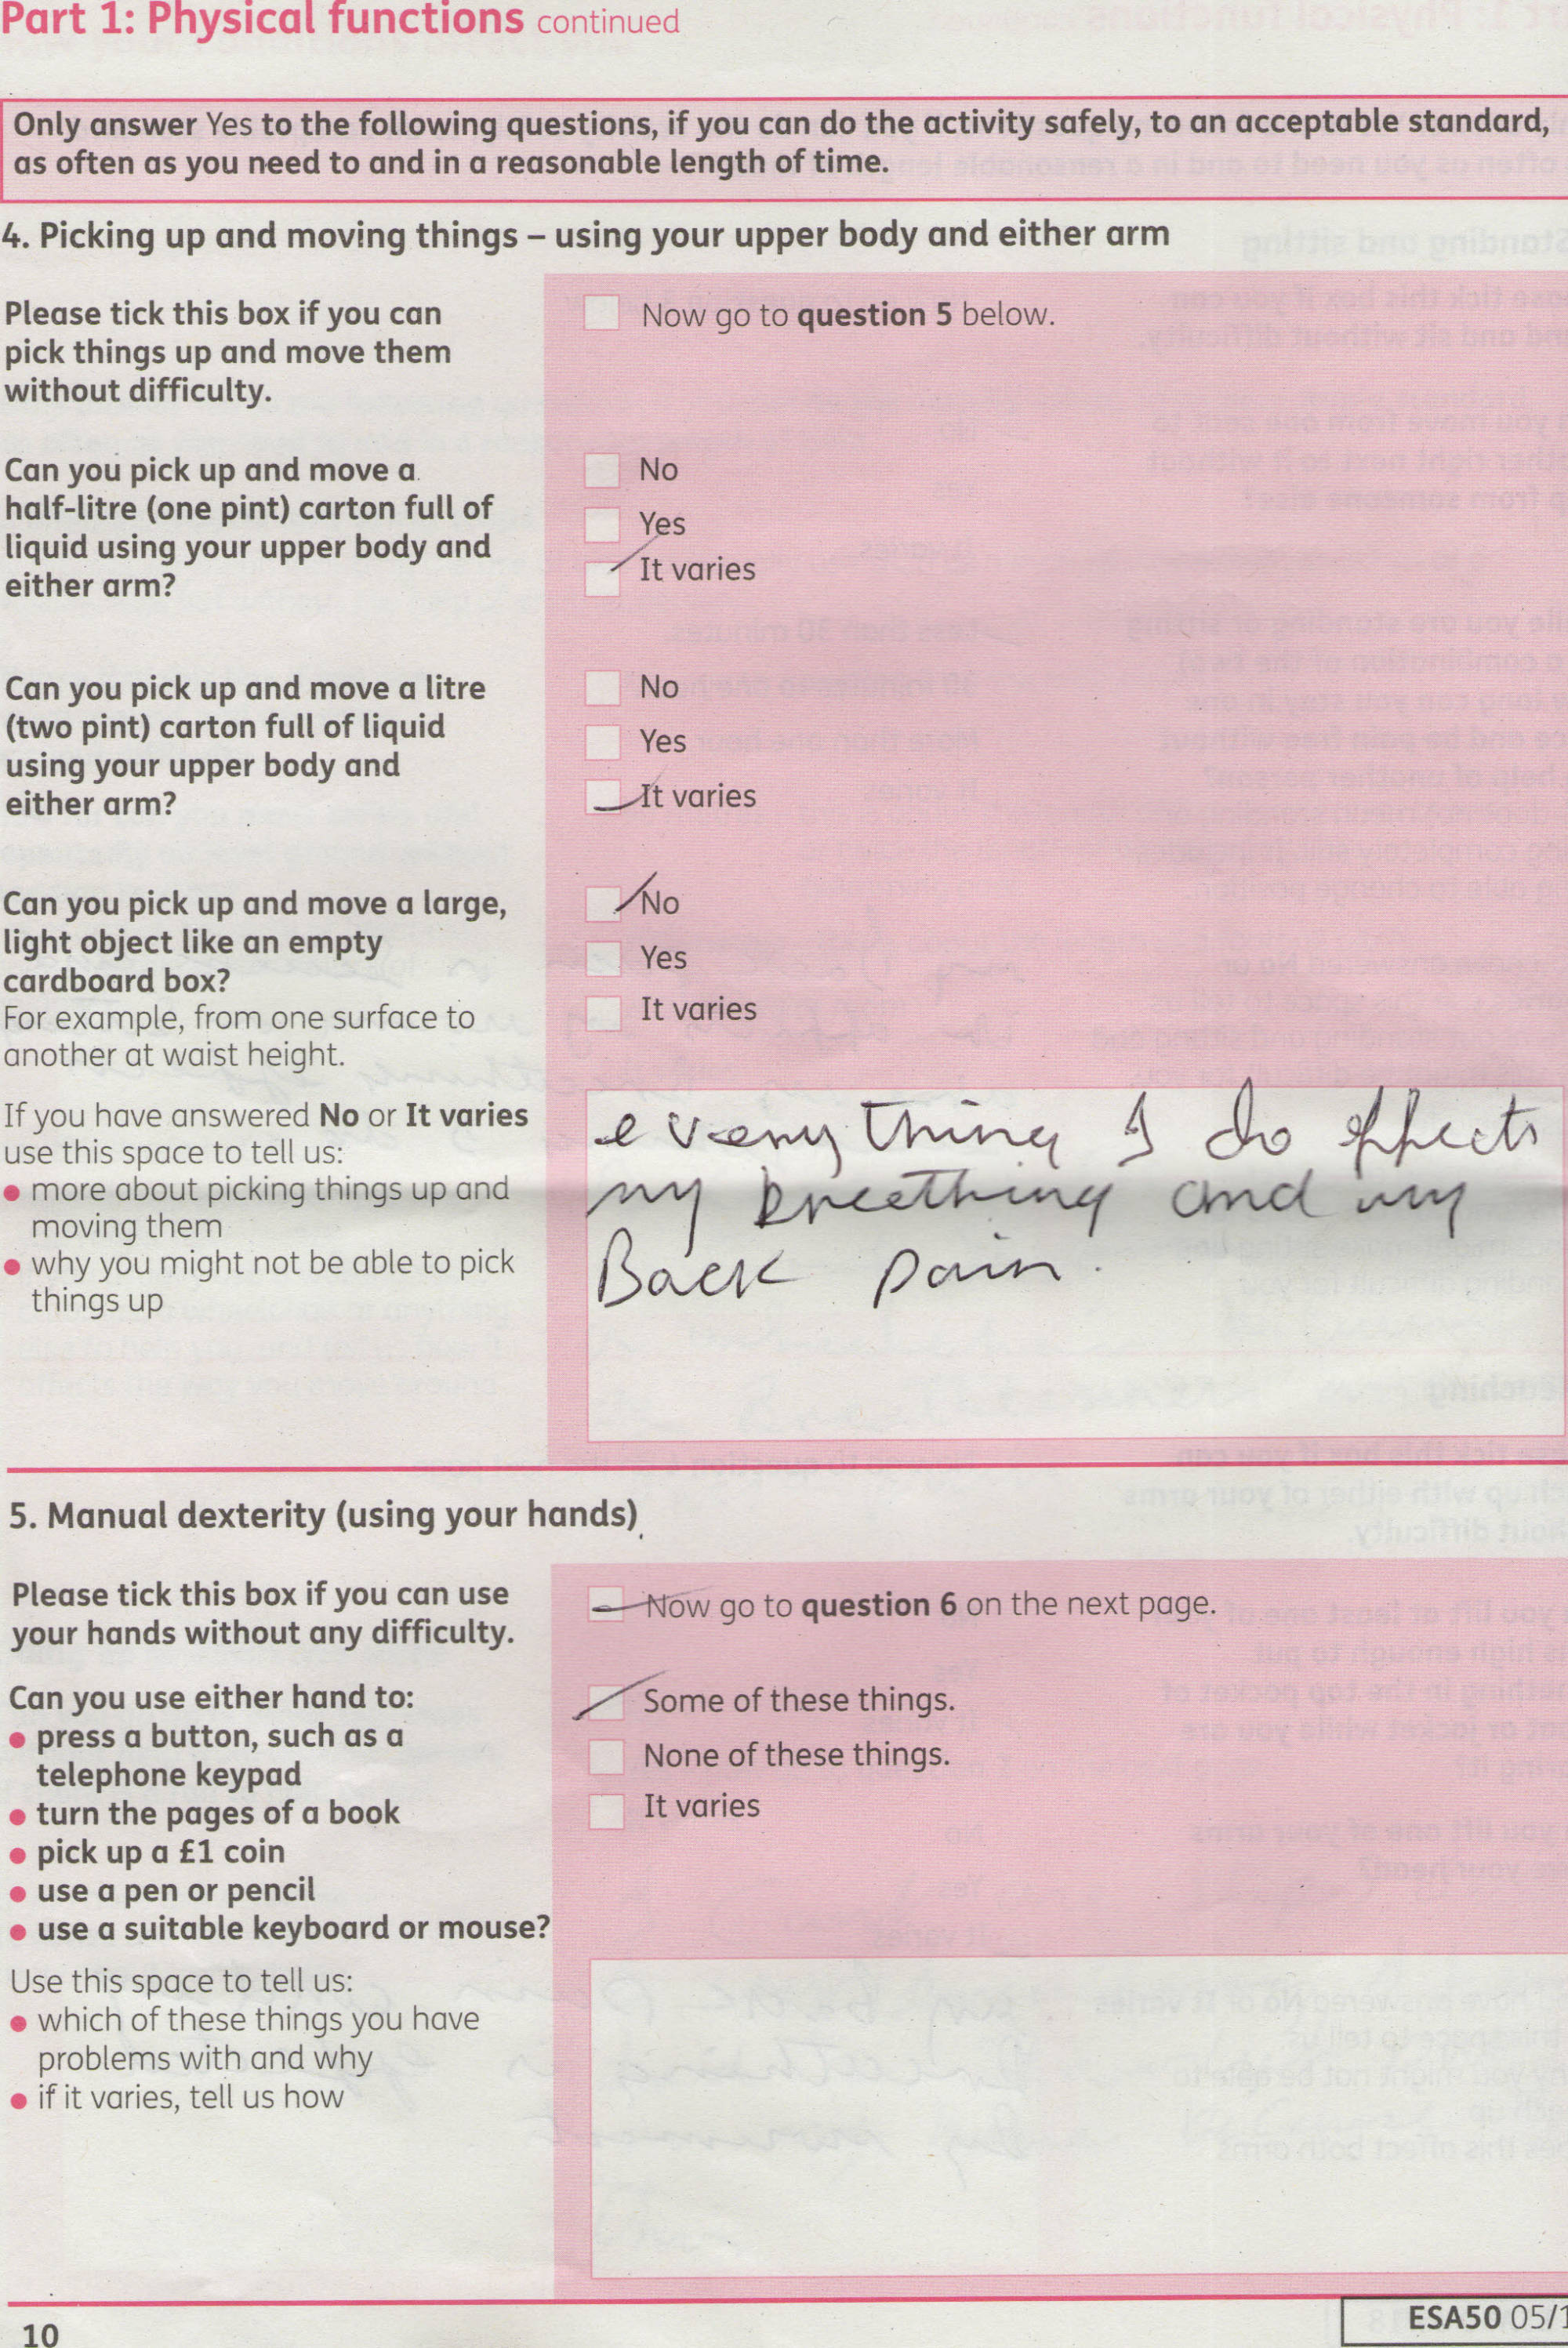 Part 1: Physical functions continued
Only answer Yes to the following questions, if you can do the activity safely, to an acceptable standard,
as often as you need to and in a reasonable length of time.
4. Picking up and moving things – using your upper body and either arm
Please tick this box if you can
pick things up and move them
without difficulty.
Now go to question 5 below.
Can you pick up and move a
half-litre (one pint) carton full of
liquid using your upper body and
either arm?
No
Yes
It varies
Can you pick up and move a litre
(two pint) carton full of liquid
using your upper body and
either arm?
No
Yes
It varies
Can you pick up and move a large,
light object like an empty
cardboard box?
For example, from one surface to
another at waist height.
No
Yes
It varies
If you have answered No or It varies
use this space to tell us:
• more about picking things up and
moving them
• why you might not be able to pick
things up
everything I do effects
my breething and my
Back pain.
5. Manual dexterity (using your hands)
Please tick this box if you can use
your hands without any difficulty.
Now go to question 6 on the next page.
Can you use either hand to:
• press a button, such as a
telephone keypad
• turn the pages of a book
• pick up a £1 coin
• use a pen or pencil
• use a suitable keyboard or mouse?
Some of these things.
None of these things.
It varies
Use this space to tell us:
• which of these things you have
problems with and why
• if it varies, tell us how
10
ESA50 05/1